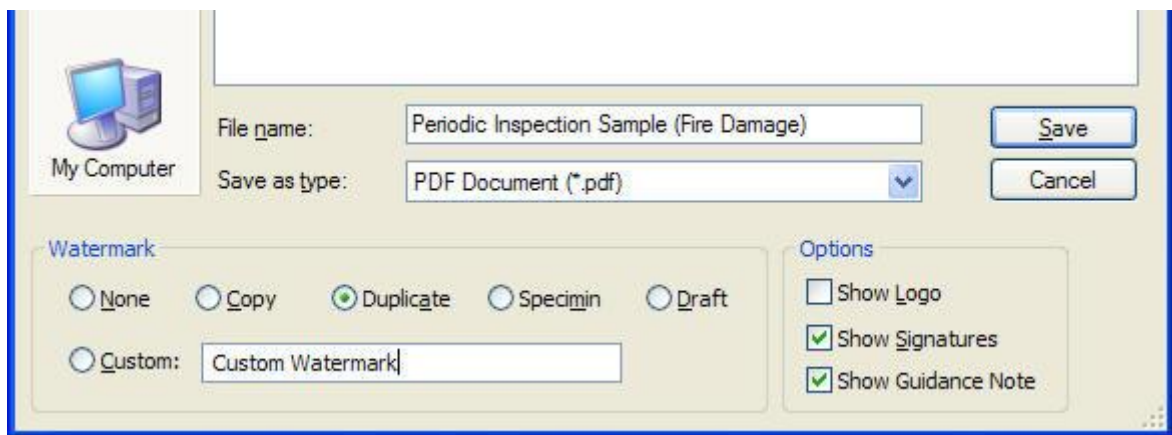 My Computer
File name: Periodic Inspection Sample (Fire Damage) Save
Save as type: PDF Document (*.pdf) Cancel
Watermark
None Copy Duplicate Specimin Draft
Custom: Custom Watermark
Options
Show Logo
Show Signatures
Show Guidance Note